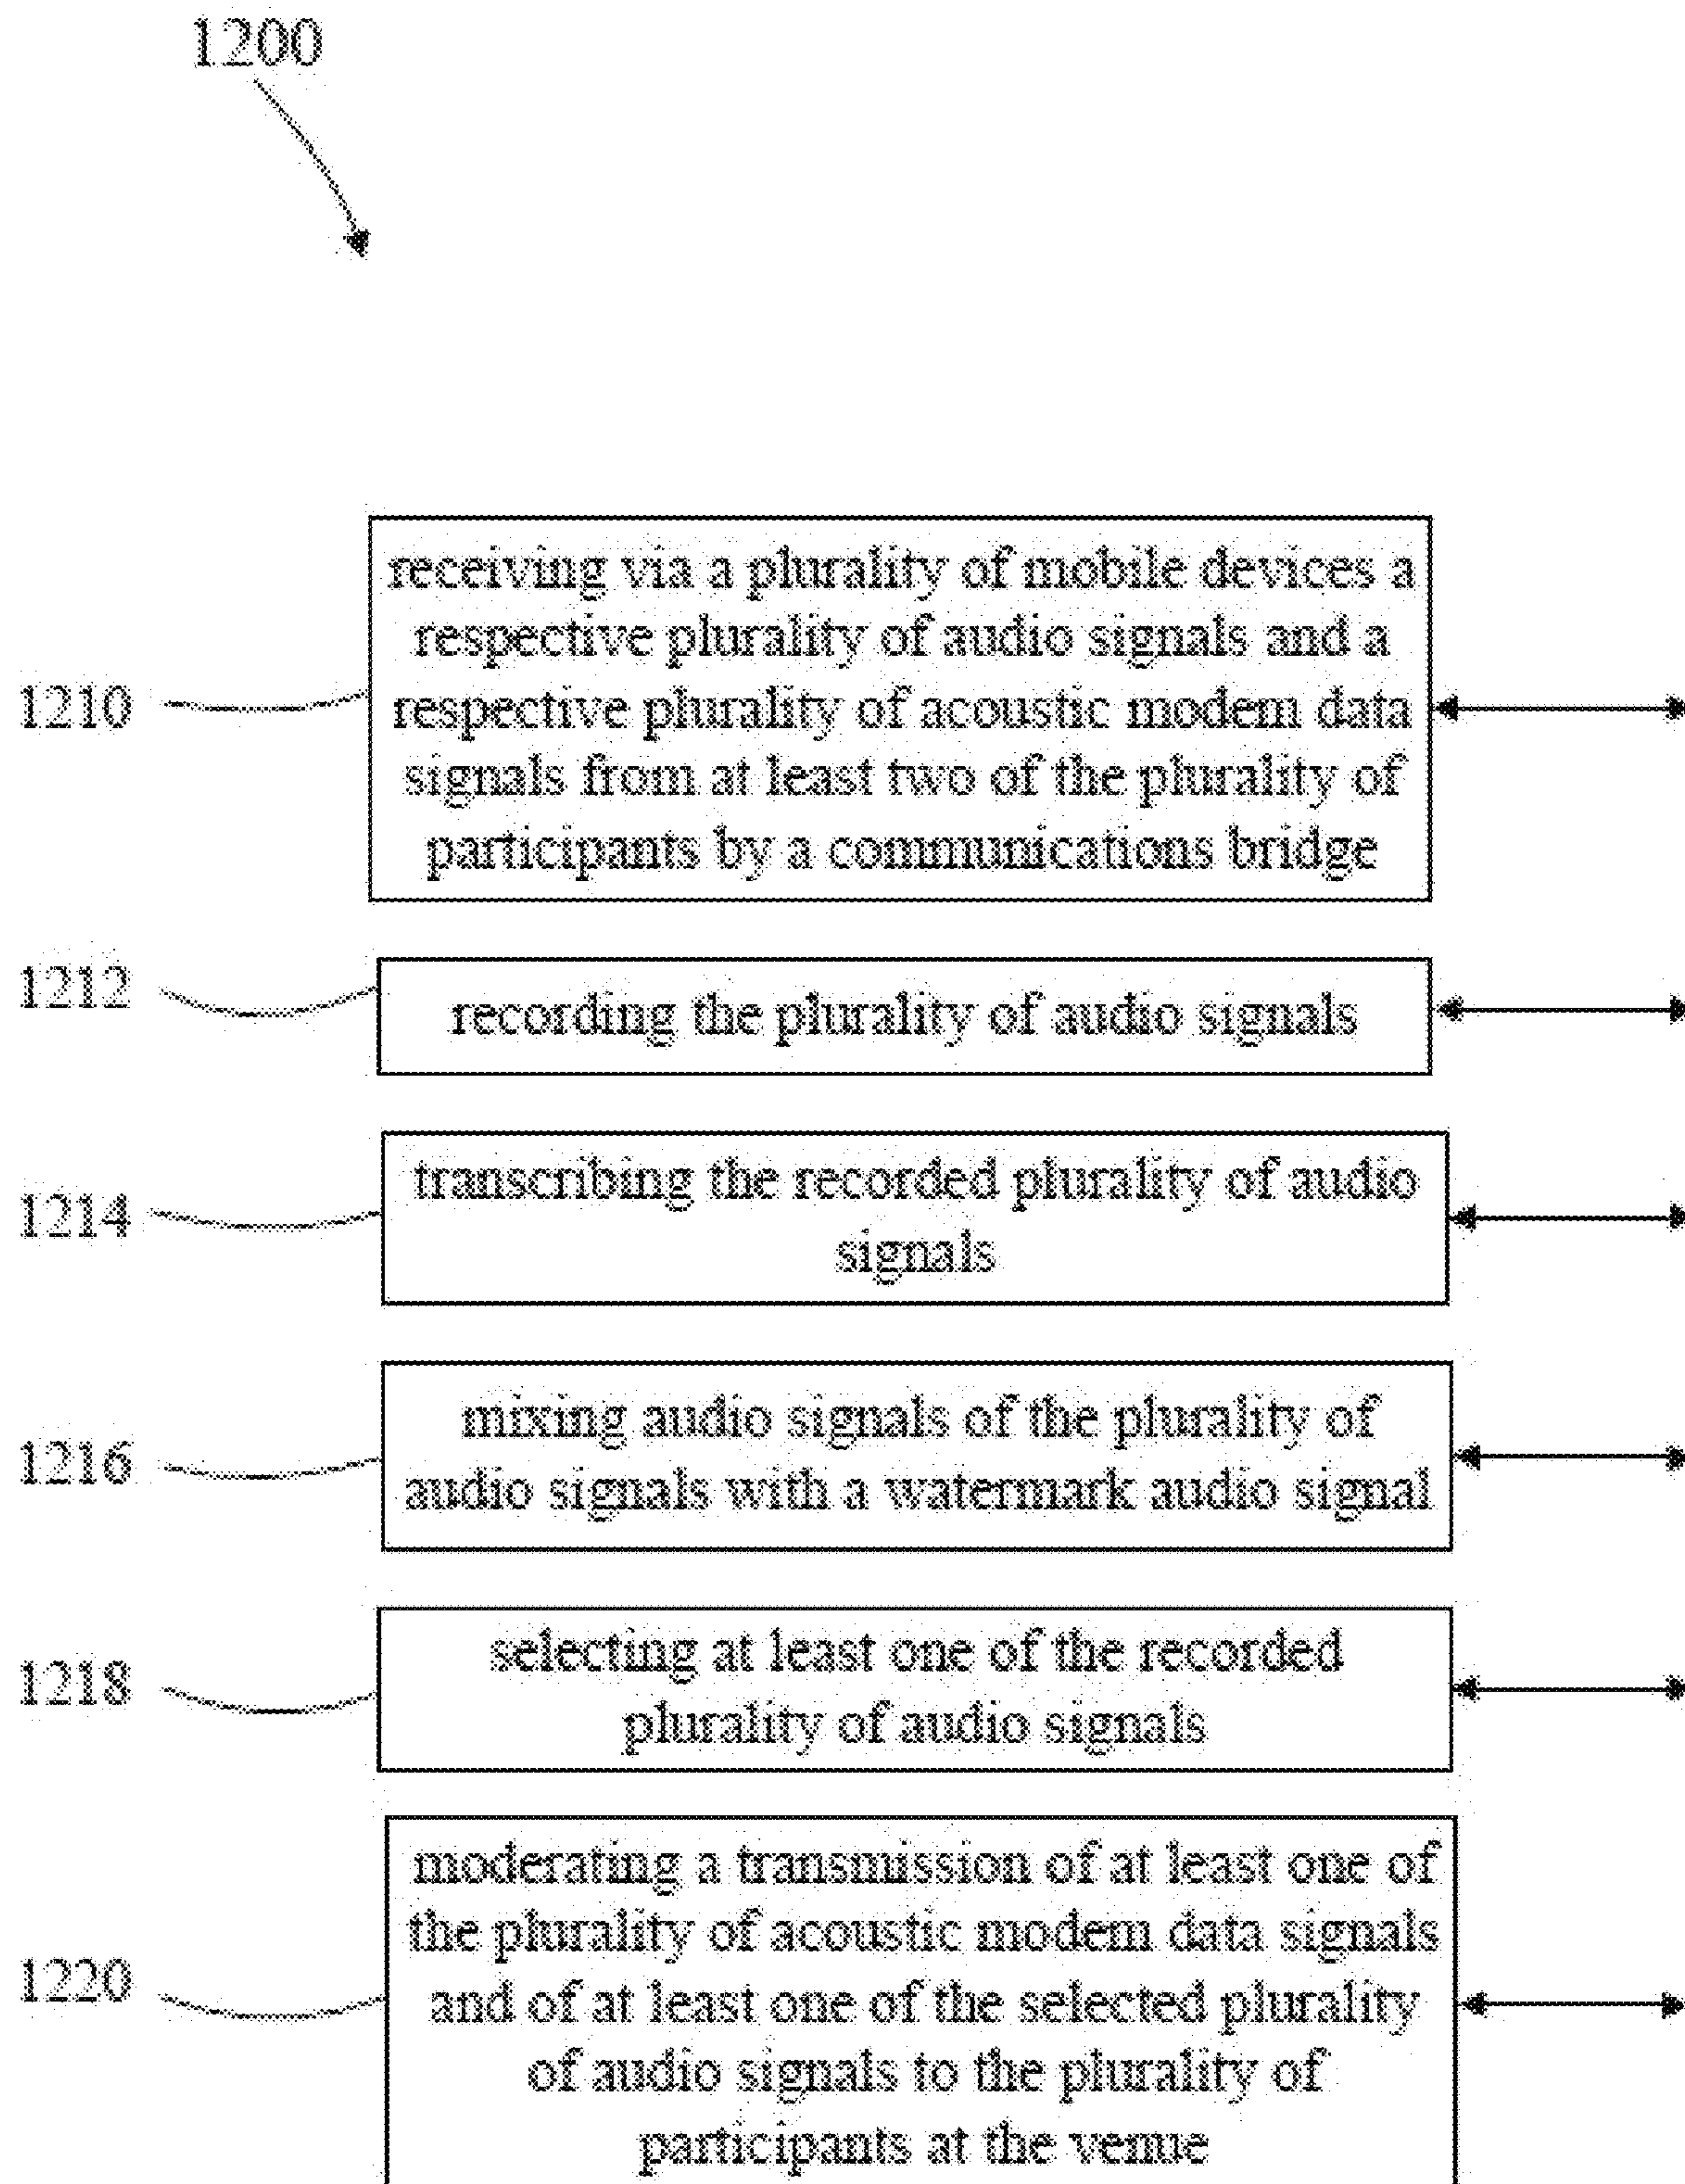 1200
receiving via a plurality of mobile devices a
respective plurality of audio signals and a
1210
respective plurality of acoustic modem data
signals from at least two of the plurality of
participants by a communications bridge
1212
recording the plurality of audio signals
transcribing the recorded plurality of audio
1214
signals
mixing audio signals of the plurality of
1216
audio signals with a watermark audio signal
selecting at least one of the recorded
1218
plurality of audio signals
moderating a transmission of at least one of
the plurality of acoustic modem data signals
1220
and of at least one of the selected plurality
of audio signals to the plurality of
participants at the venue